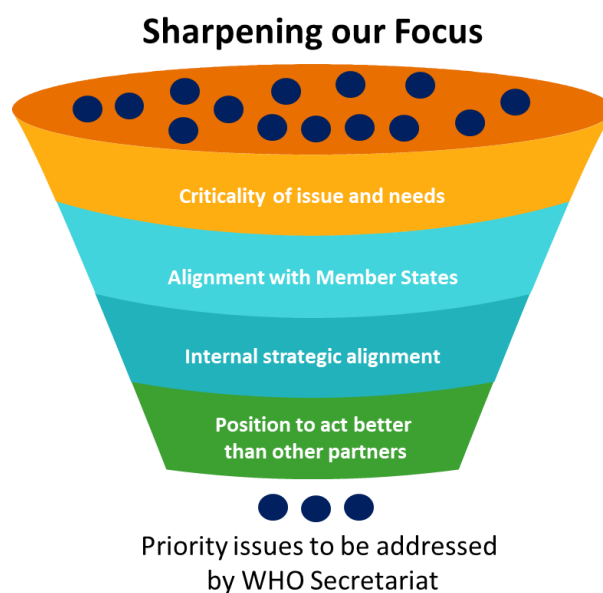 Sharpening our Focus
Criticality of issue and needs
Alignment with Member States
Internal strategic alignment
Position to act better
than other partners
Priority issues to be addressed
by WHO Secretariat